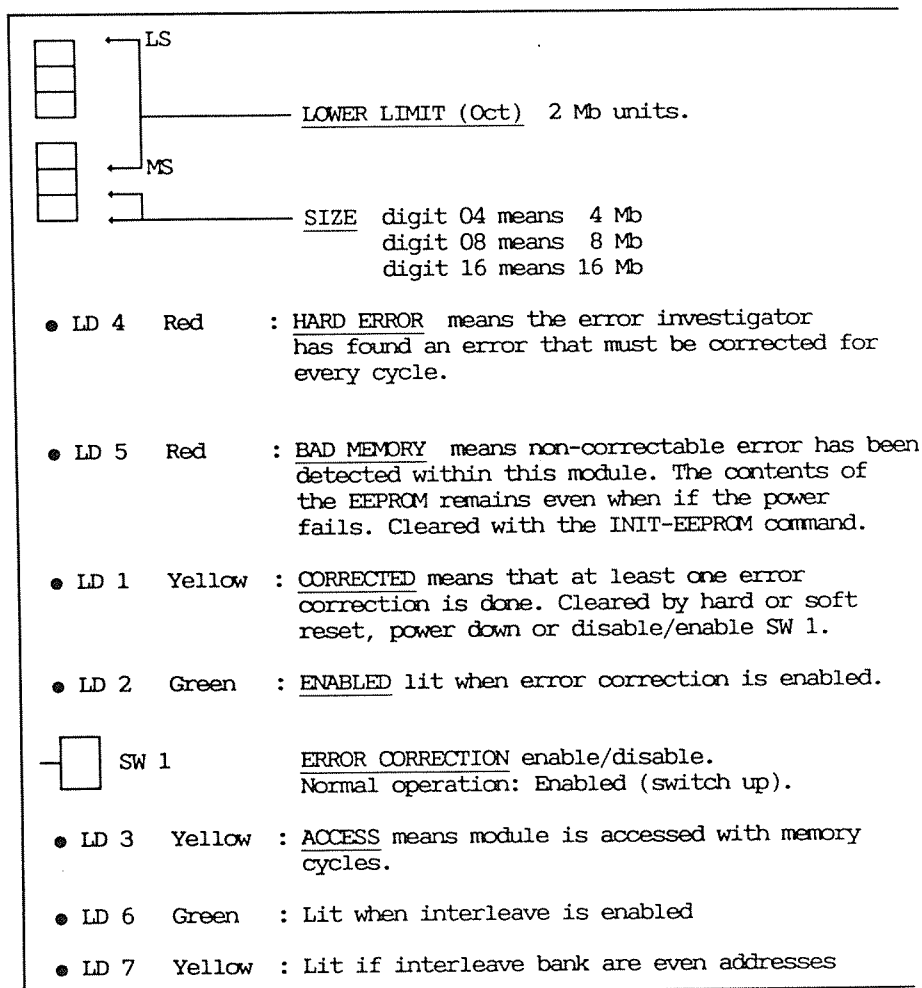 LS
LOWER LIMIT (Oct) 2 Mb units.
MS
SIZE digit 04 means 4 Mb
digit 08 means 8 Mb
digit 16 means 16 Mb
LD 4 Red : HARD ERROR means the error investigator
has found an error that must be corrected for
every cycle.
LD 5 Red : BAD MEMORY means non-correctable error has been
detected within this module. The contents of
the EEPROM remains even when if the power
fails. Cleared with the INIT-EEPROM command.
LD 1 Yellow : CORRECTED means that at least one error
correction is done. Cleared by hard or soft
reset, power down or disable/enable SW 1.
LD 2 Green : ENABLED lit when error correction is enabled.
SW 1 ERROR CORRECTION enable/disable.
Normal operation: Enabled (switch up).
LD 3 Yellow : ACCESS means module is accessed with memory
cycles.
LD 6 Green : Lit when interleave is enabled
LD 7 Yellow : Lit if interleave bank are even addresses